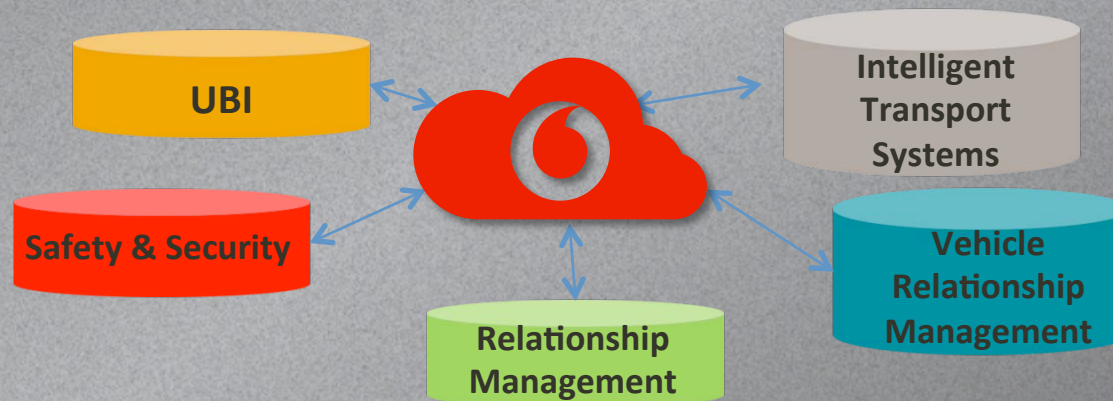 UBI
Intelligent
Transport
Systems
Safety & Security
Vehicle
Relationship
Management
Relationship
Management